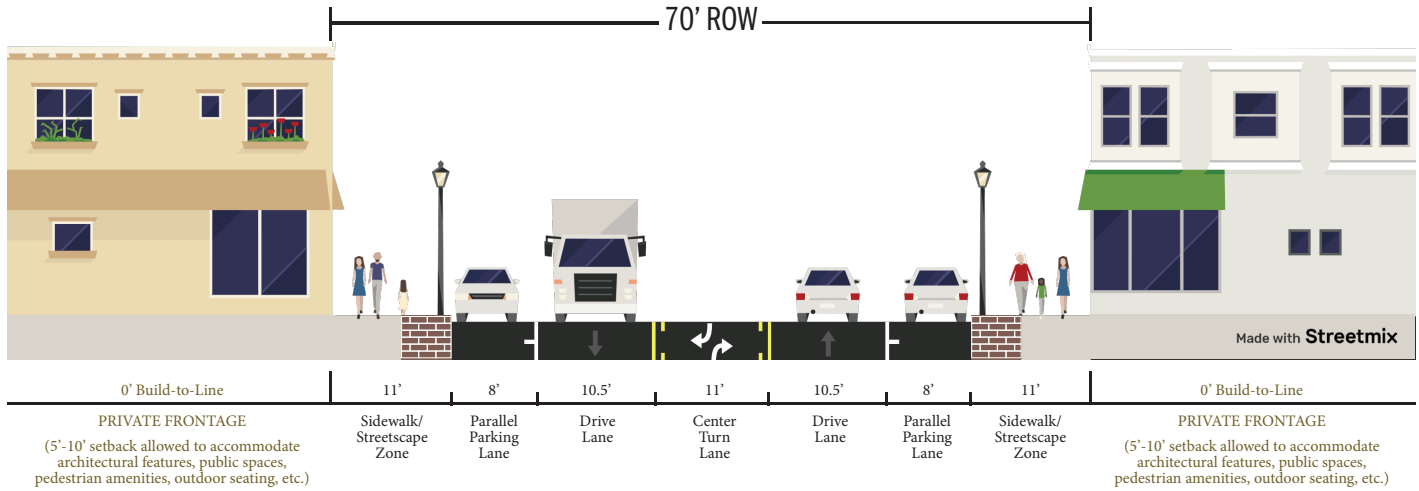 70' ROW
Made with Streetmix
0' Build-to-Line
11'
8'
10.5'
11'
10.5'
8'
11'
0' Build-to-Line
PRIVATE FRONTAGE
(5'-10' setback allowed to accommodate
architectural features, public spaces,
pedestrian amenities, outdoor seating, etc.)
Sidewalk/
Streetscape
Zone
Parallel
Parking
Lane
Drive
Lane
Center
Turn
Lane
Drive
Lane
Parallel
Parking
Lane
Sidewalk/
Streetscape
Zone
PRIVATE FRONTAGE
(5'-10' setback allowed to accommodate
architectural features, public spaces,
pedestrian amenities, outdoor seating, etc.)